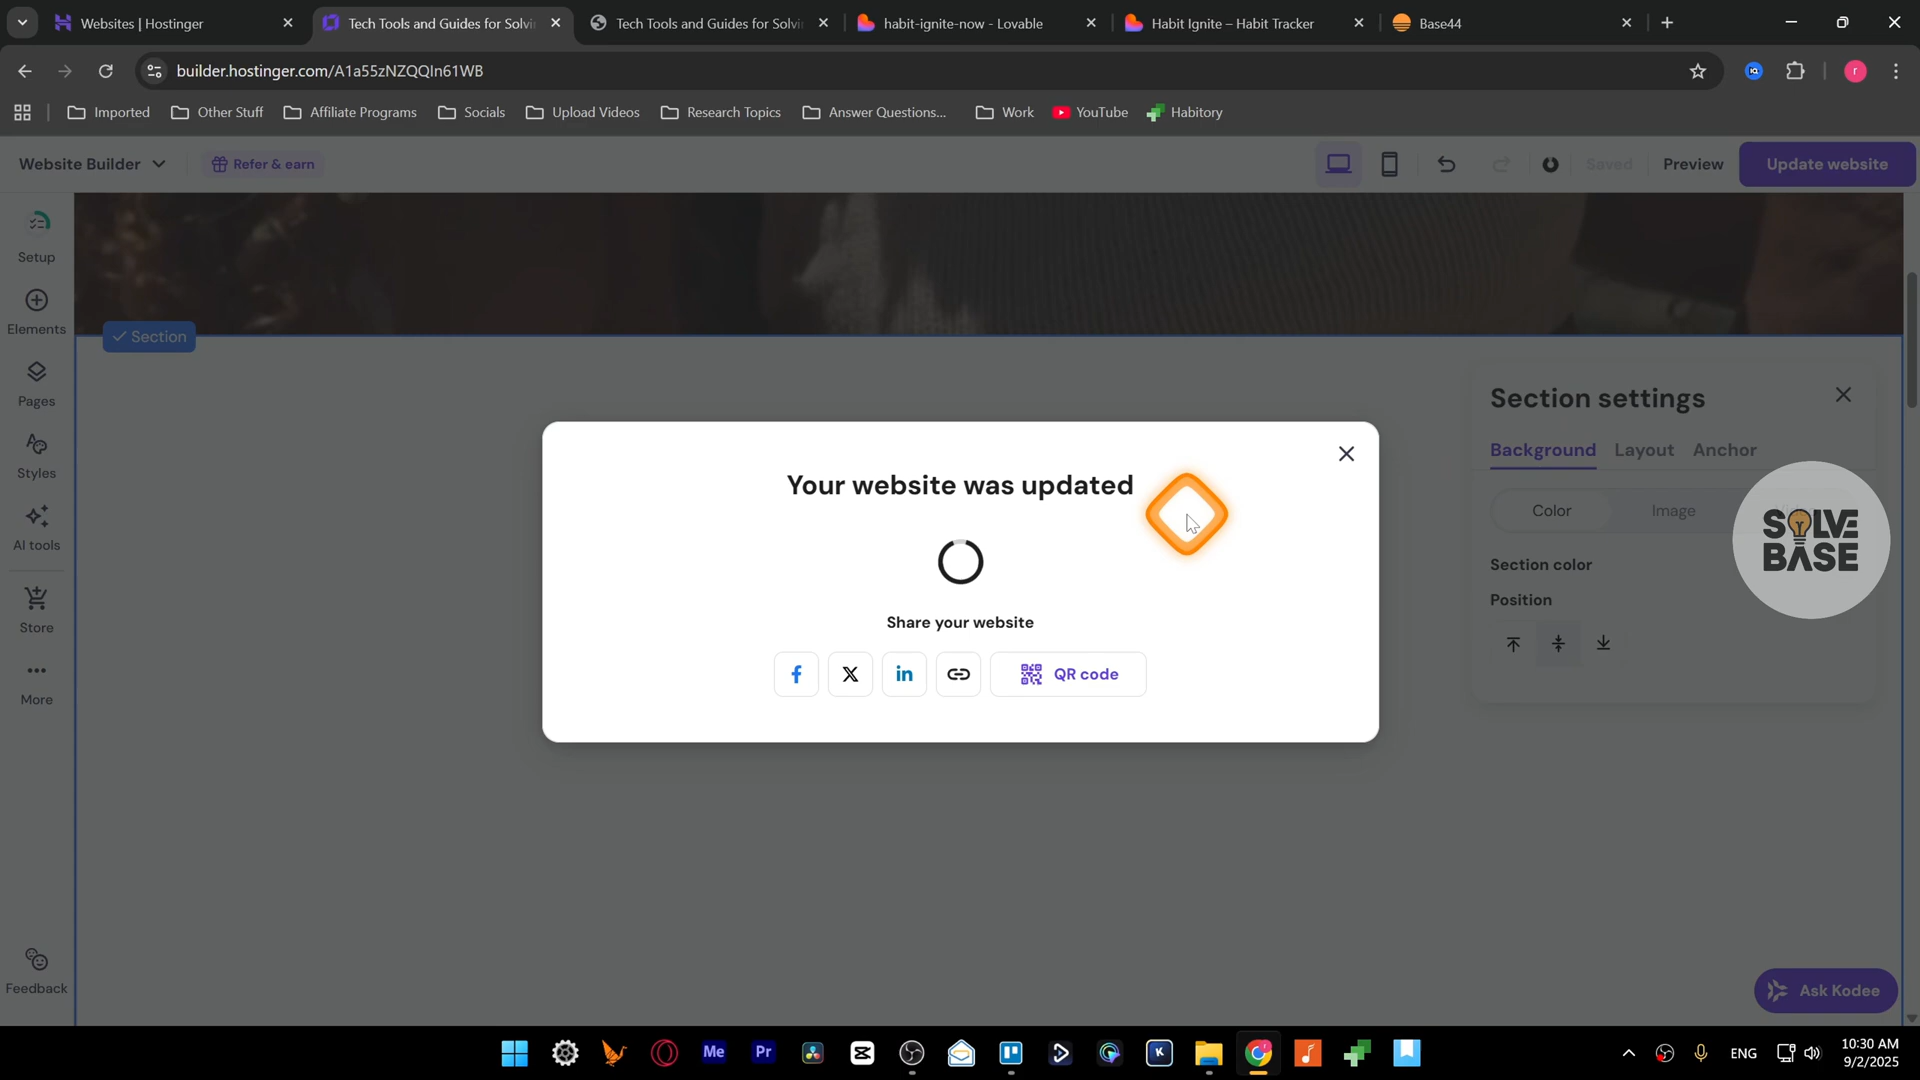 Websites | Hostinger
Tech Tools and Guides for Solvi
Tech Tools and Guides for Solvi
habit-ignite-now - Lovable
Habit Ignite – Habit Tracker
Base44
builder.hostinger.com/A1a55zNZQQIn61WB
r
Imported
Other Stuff
Affiliate Programs
Socials
Upload Videos
Research Topics
Answer Questions...
Work
YouTube
Habitory
Website Builder
Refer & earn
Saved
Preview
Update website
Setup
Elements
Pages
Styles
AI tools
Store
More
Feedback
Section
Section settings
Background
Layout
Anchor
Color
Image
Section color
Position
SOLVE
BASE
Your website was updated
Share your website
QR code
Ask Kodee
Me
Pr
K
ENG
10:30 AM
9/2/2025